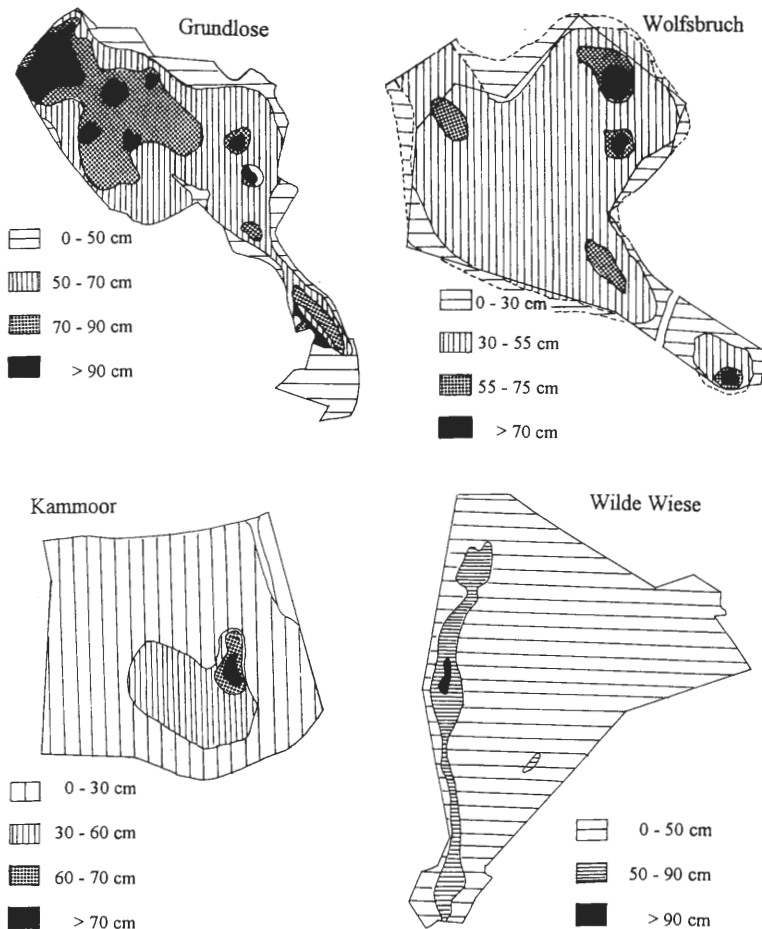 Grundlose
0 - 50 cm
50 - 70 cm
70 - 90 cm
> 90 cm
Wolfsbruch
0 - 30 cm
30 - 55 cm
55 - 75 cm
> 70 cm
Kammoor
0 - 30 cm
30 - 60 cm
60 - 70 cm
> 70 cm
Wilde Wiese
0 - 50 cm
50 - 90 cm
> 90 cm